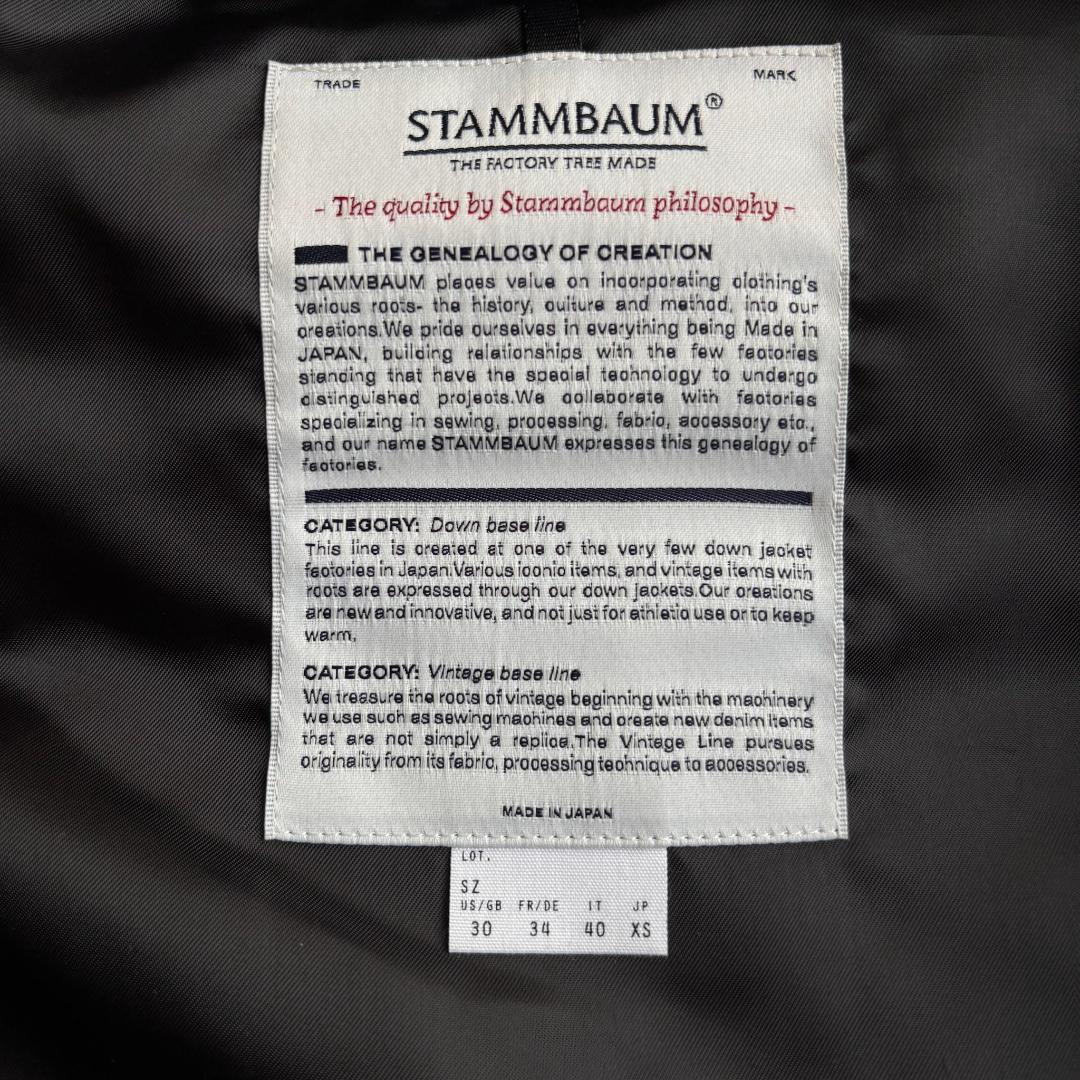 TRADE MARK
STAMMBAUM®
THE FACTORY TREE MADE
- The quality by Stammbaum philosophy -
THE GENEALOGY OF CREATION
STAMMBAUM places value on incorporating clothing's
various roots- the history, culture and method, into our
creations.We pride ourselves in everything being Made in
JAPAN, building relationships with the few factories
standing that have the special technology to undergo
distinguished projects.We collaborate with factories
specializing in sewing, processing, fabric, accessory etc.,
and our name STAMMBAUM expresses this genealogy of
factories.
CATEGORY: Down base line
This line is created at one of the very few down jacket
factories in Japan.Various iconic items, and vintage items with
roots are expressed through our down jackets.Our creations
are new and innovative, and not just for athletic use or to keep
warm.
CATEGORY: Vintage base line
We treasure the roots of vintage beginning with the machinery
we use such as sewing machines and create new denim items
that are not simply a replica.The Vintage Line pursues
originality from its fabric, processing technique to accessories.
MADE IN JAPAN
LOT.
SZ
US/GB FR/DE IT JP
30 34 40 XS